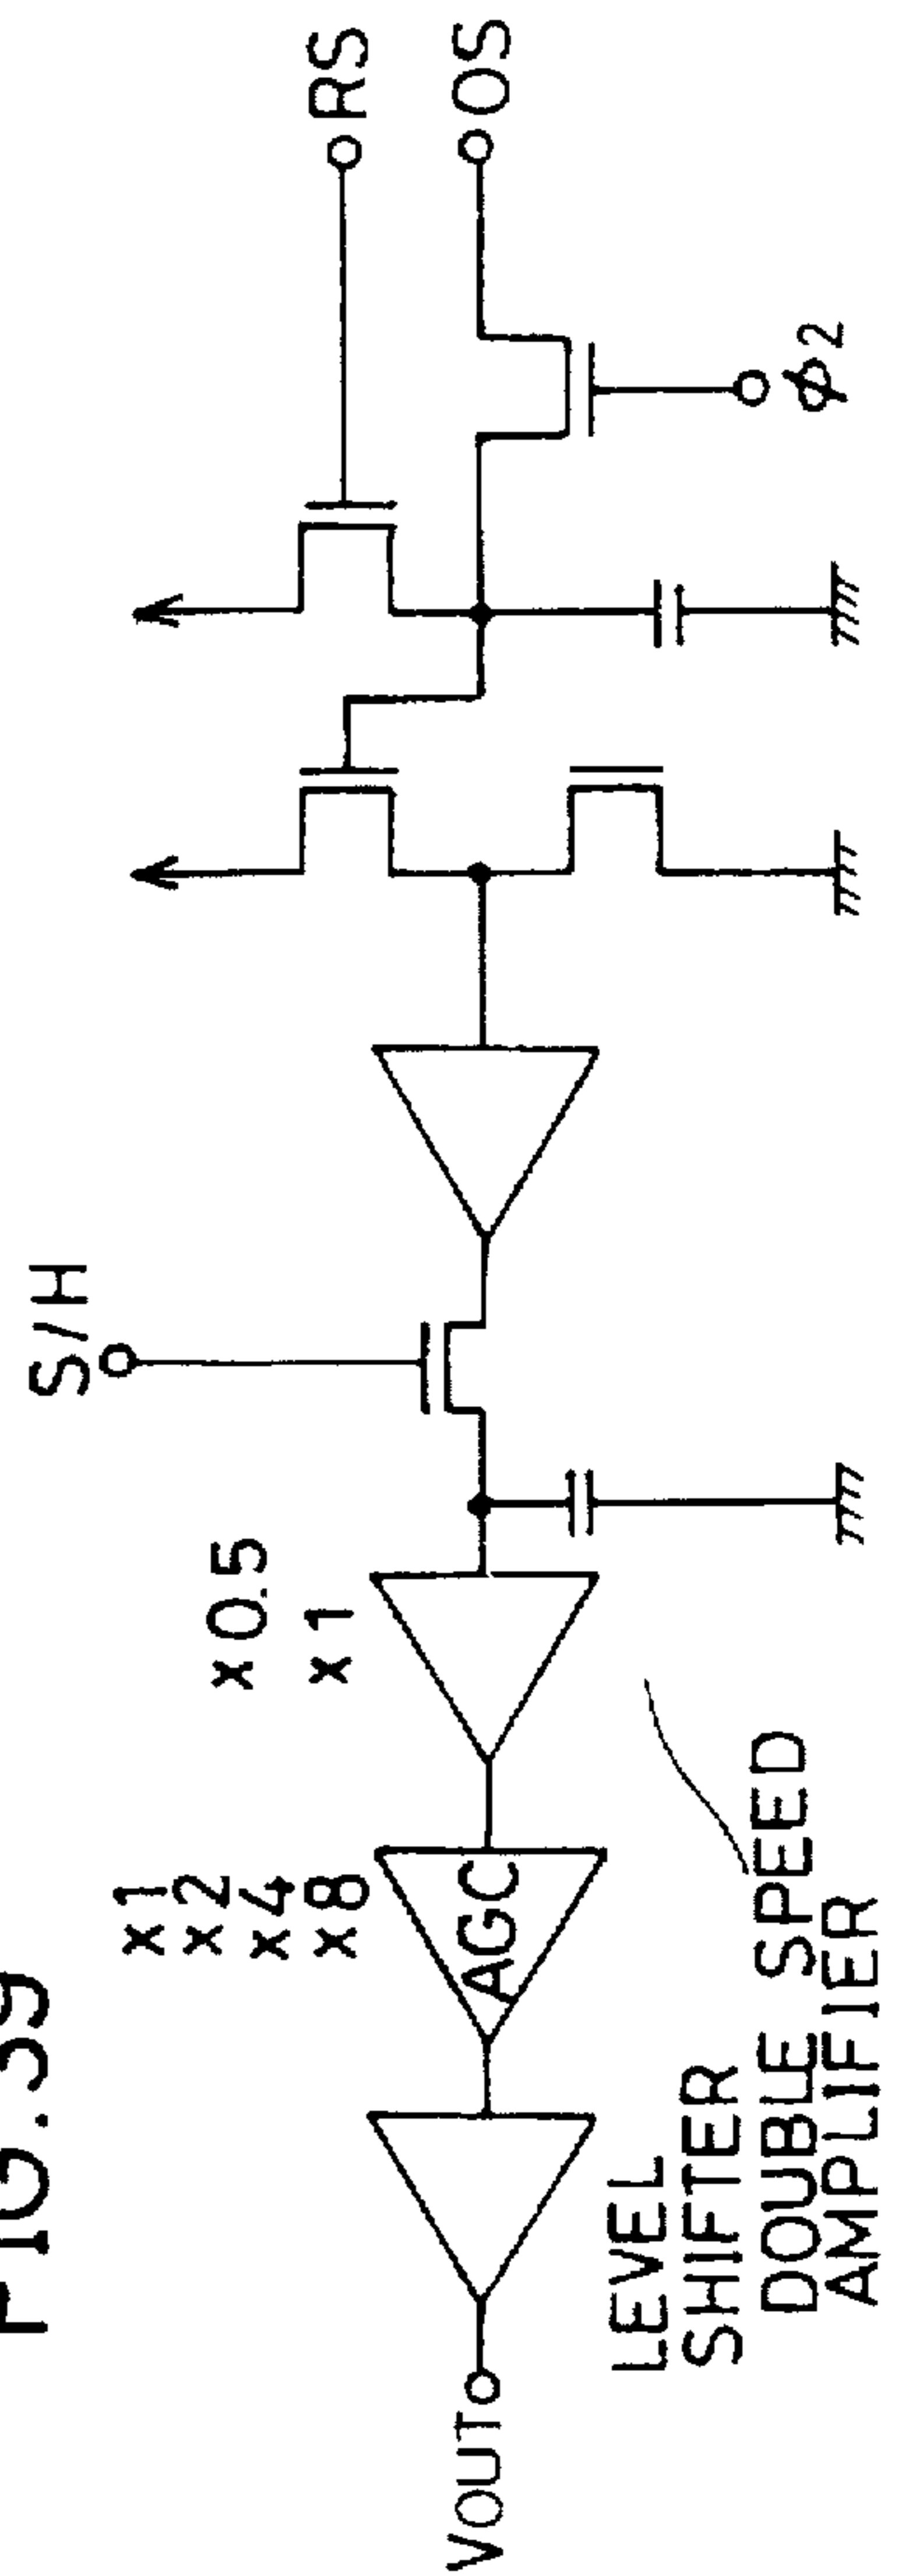 FIG.39
S/H
RS
x1
x2
x4
x8
x0.5
x1
VOUT
AGC
OS
LEVEL
SHIFTER
DOUBLE SPEED
AMPLIFIER
ϕ2